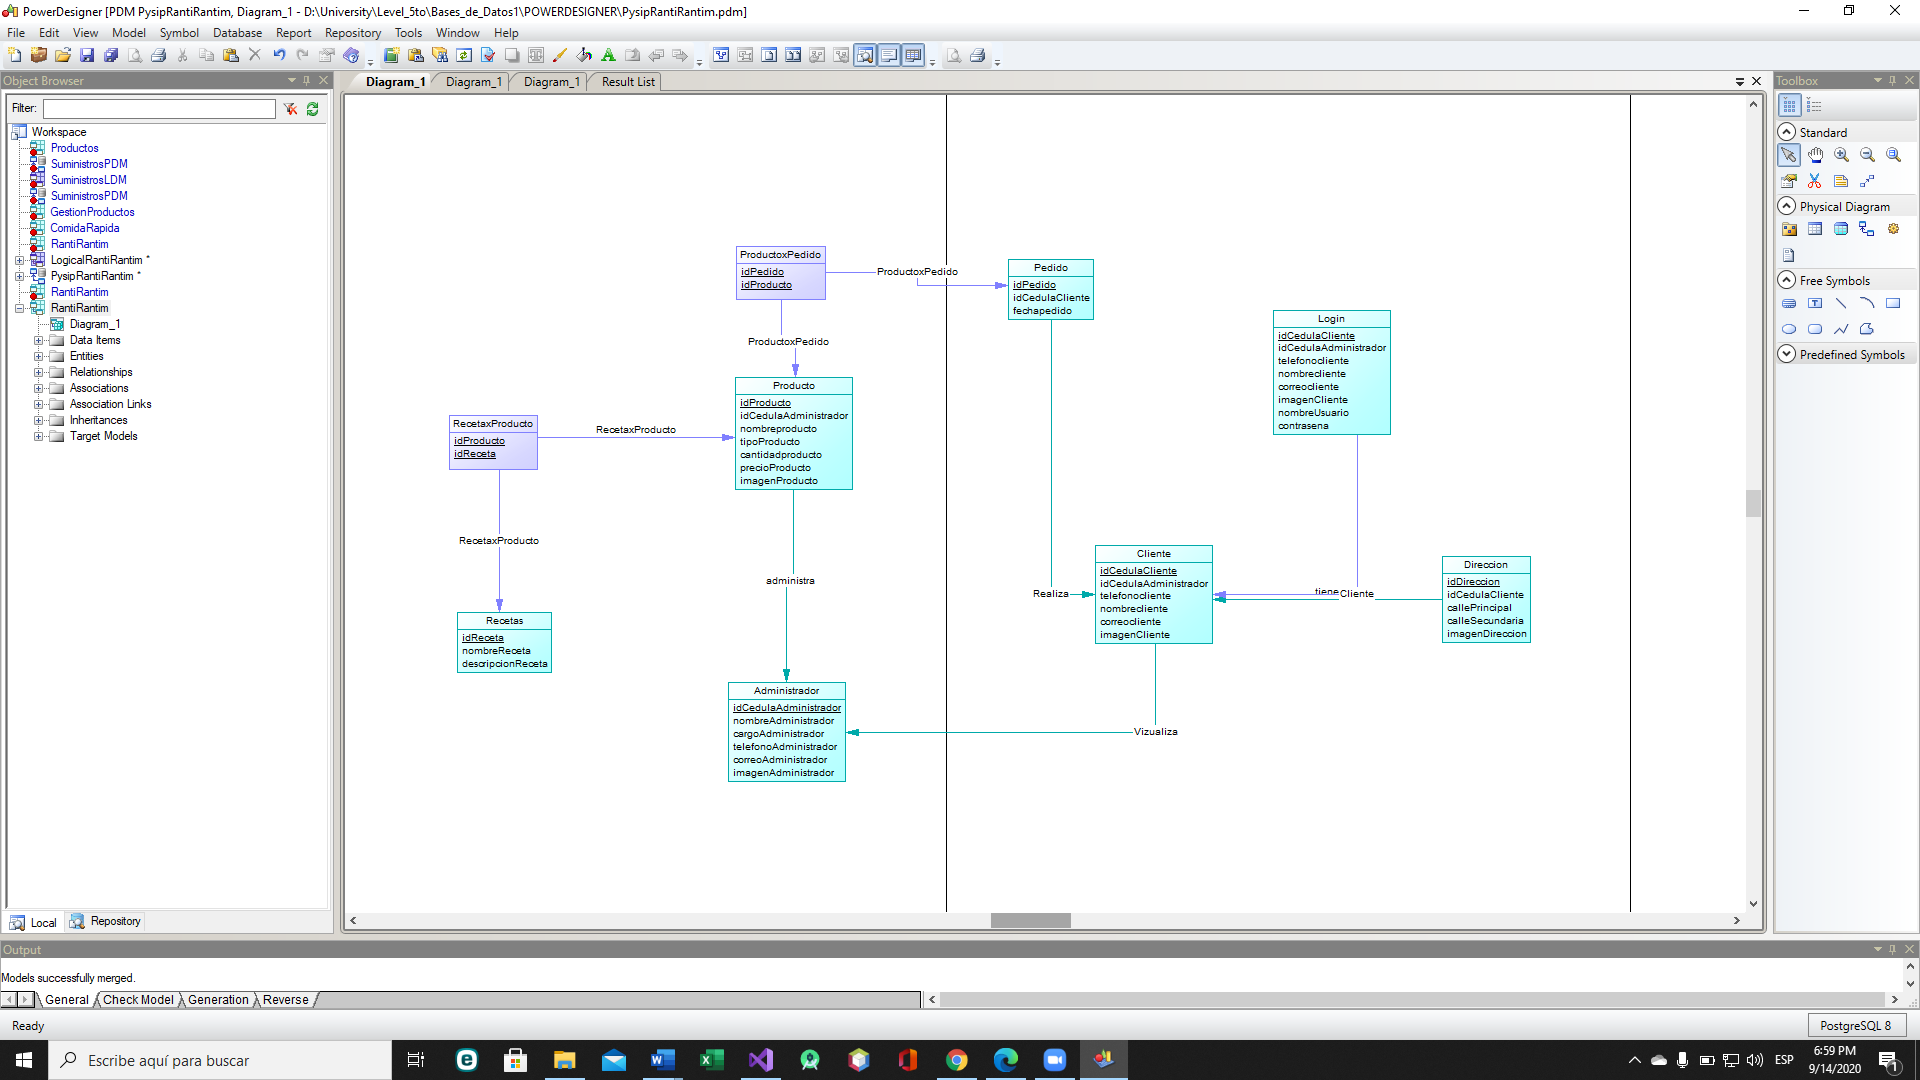 PowerDesigner [PDM PysipRantiRantim, Diagram_1 - D:\University\Level_5to\Bases_de_Datos1\POWERDESIGNER\PysipRantiRantim.pdm]
File Edit View Model Symbol Database Report Repository Tools Window Help
Object Browser
Filter:
Workspace
Productos
SuministrosPDM
SuministrosLDM
SuministrosPDM
GestionProductos
ComidaRapida
RantiRantim
LogicalRantiRantim *
PysipRantiRantim *
RantiRantim
RantiRantim
Diagram_1
Data Items
Entities
Relationships
Associations
Association Links
Inheritances
Target Models
Local Repository
Diagram_1 Diagram_1 Diagram_1 Result List
ProductoxPedido
idPedido
idProducto
ProductoxPedido
Pedido
idPedido
idCedulaCliente
fechapedido
ProductoxPedido
Login
idCedulaCliente
idCedulaAdministrador
telefonocliente
nombrecliente
correocliente
imagenCliente
nombreUsuario
contrasena
Producto
idProducto
idCedulaAdministrador
nombreproducto
tipoProducto
cantidadproducto
precioProducto
imagenProducto
RecetaxProducto
idProducto
idReceta
RecetaxProducto
RecetaxProducto
administra
Recetas
idReceta
nombreReceta
descripcionReceta
Realiza
Cliente
idCedulaCliente
idCedulaAdministrador
telefonocliente
nombrecliente
correocliente
imagenCliente
tiene
Cliente
Direccion
idDireccion
idCedulaCliente
callePrincipal
calleSecundaria
imagenDireccion
Administrador
idCedulaAdministrador
nombreAdministrador
cargoAdministrador
telefonoAdministrador
correoAdministrador
imagenAdministrador
Vizualiza
Toolbox
Standard
Physical Diagram
Free Symbols
Predefined Symbols
Output
Models successfully merged.
General Check Model Generation Reverse
Ready
PostgreSQL 8
Escribe aquí para buscar
ESP
6:59 PM
9/14/2020
1